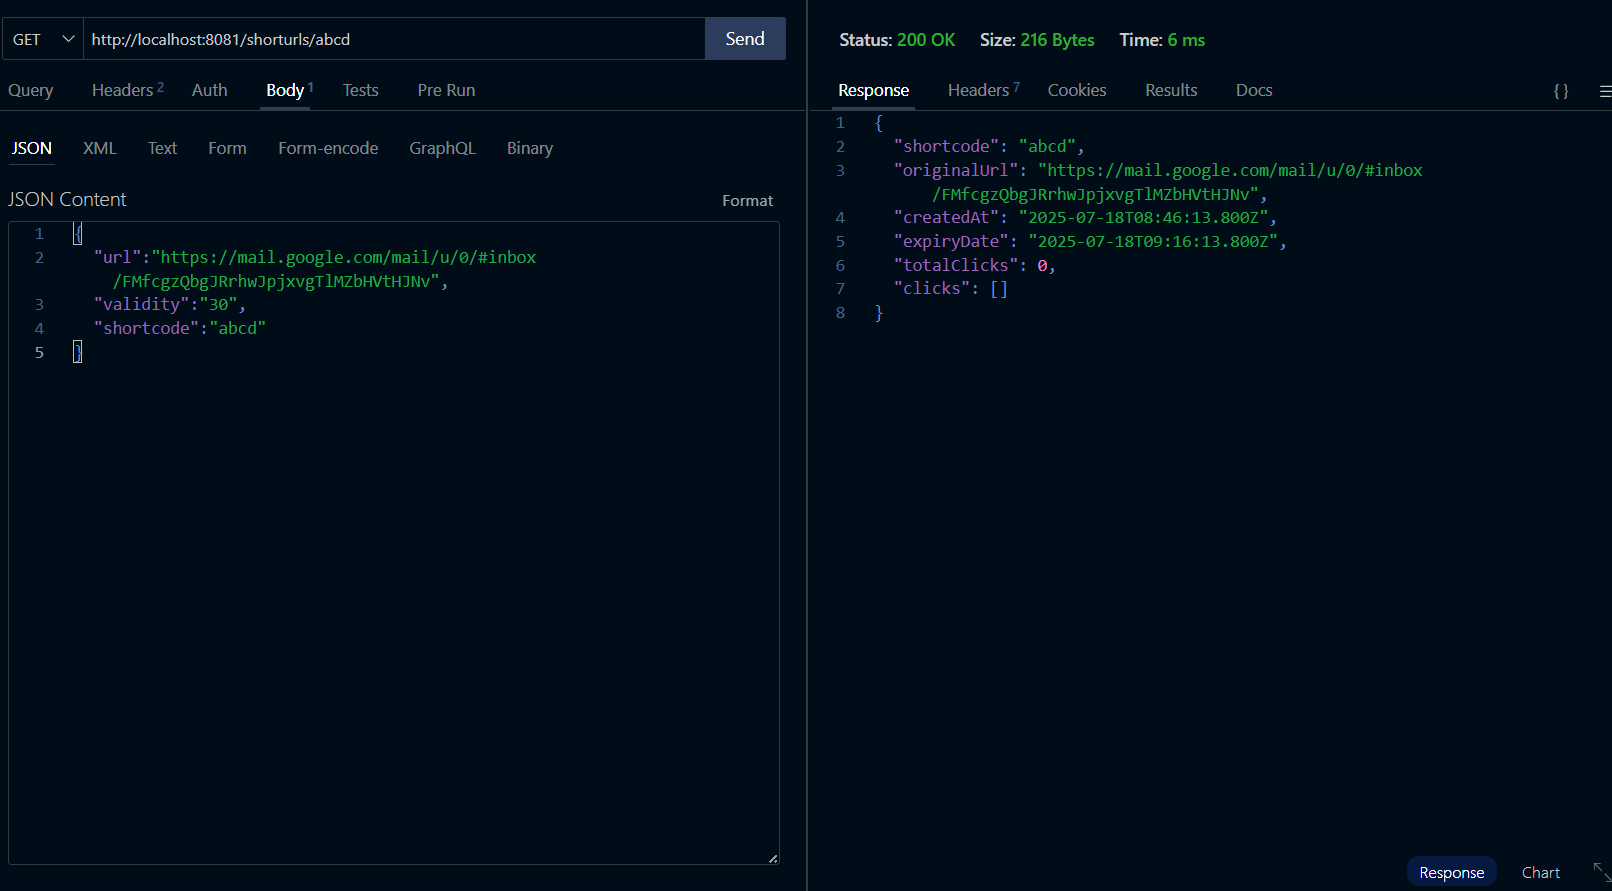 GET http://localhost:8081/shorturls/abcd Send
Query Headers 2 Auth Body 1 Tests Pre Run
JSON XML Text Form Form-encode GraphQL Binary
JSON Content Format
1 {
2 "url":"https://mail.google.com/mail/u/0/#inbox
/FMfcgzQbgJRrhwJpjxvgTlMZbHVtHJNv",
3 "validity":"30",
4 "shortcode":"abcd"
5 }
Status: 200 OK Size: 216 Bytes Time: 6 ms
Response Headers 7 Cookies Results Docs { }
1 {
2 "shortcode": "abcd",
3 "originalUrl": "https://mail.google.com/mail/u/0/#inbox
/FMfcgzQbgJRrhwJpjxvgTlMZbHVtHJNv",
4 "createdAt": "2025-07-18T08:46:13.800Z",
5 "expiryDate": "2025-07-18T09:16:13.800Z",
6 "totalClicks": 0,
7 "clicks": []
8 }
Response Chart